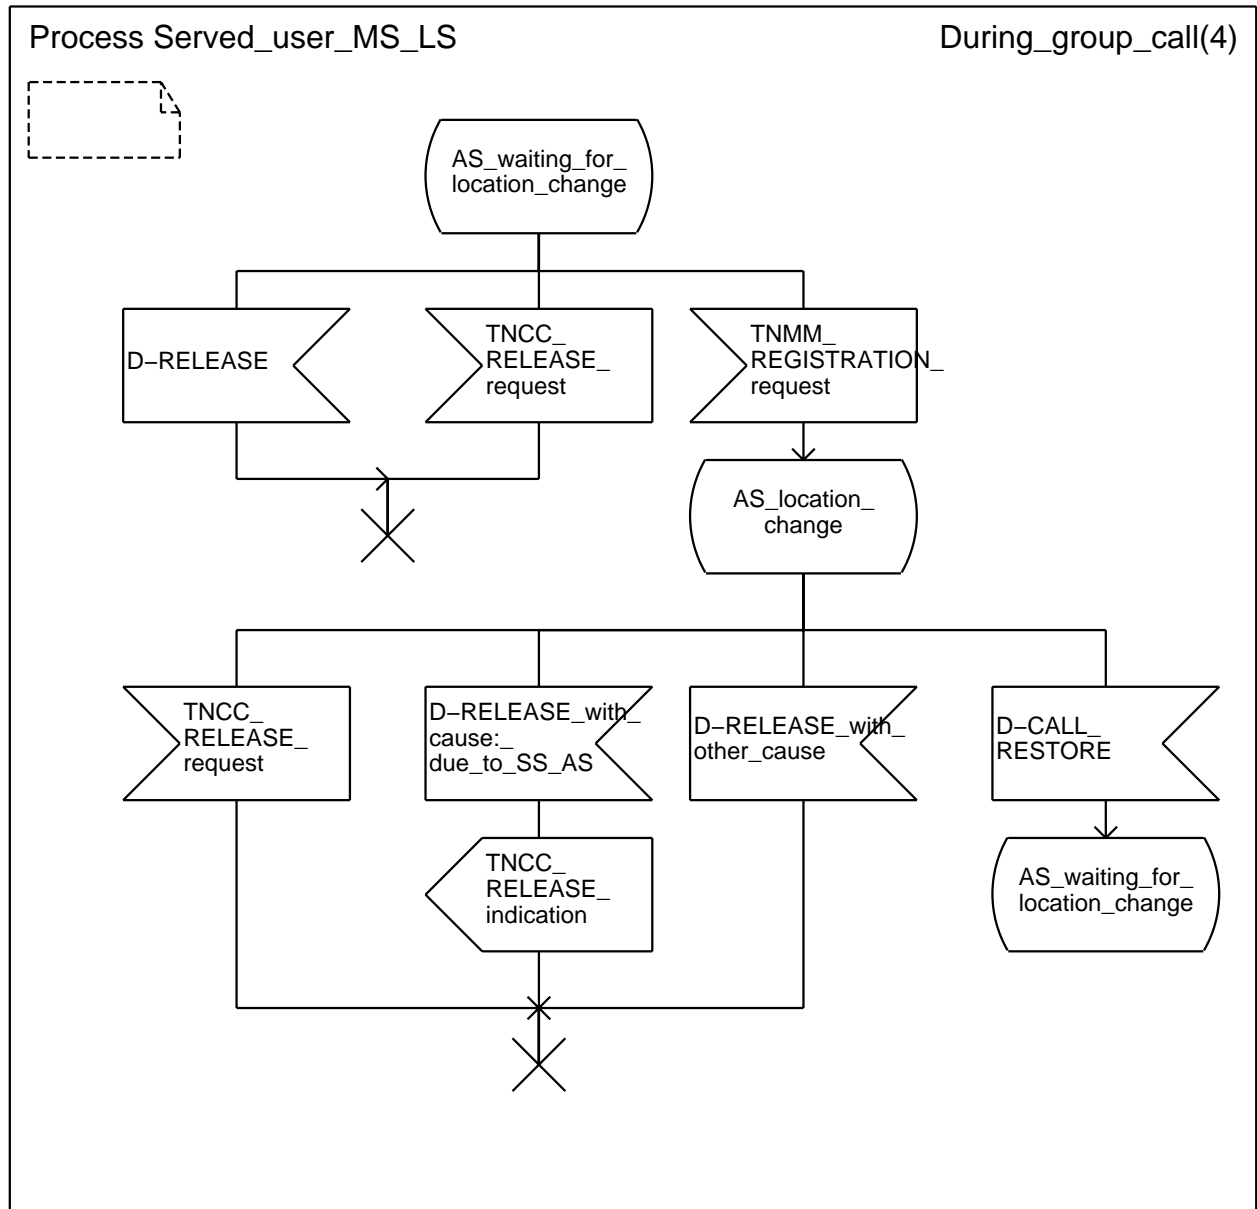 Process Served_user_MS_LS
During_group_call(4)
AS_waiting_for_
location_change
D−RELEASE
TNCC_
RELEASE_
request
TNMM_
REGISTRATION_
request
AS_location_
change
TNCC_
RELEASE_
request
D−RELEASE_with_
cause:_
due_to_SS_AS
D−RELEASE_with_
other_cause
D−CALL_
RESTORE
TNCC_
RELEASE_
indication
AS_waiting_for_
location_change